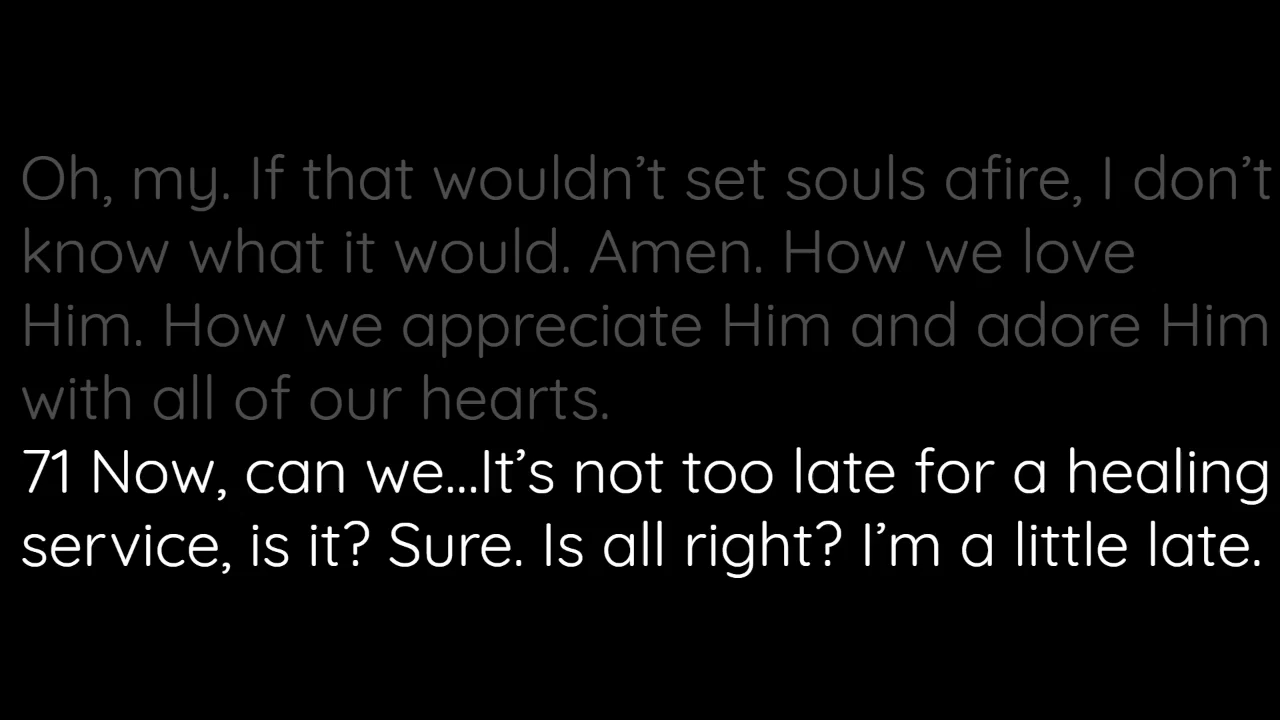 Oh, my. If that wouldn’t set souls afire, I don’t
know what it would. Amen. How we love
Him. How we appreciate Him and adore Him
with all of our hearts.
71 Now, can we...It’s not too late for a healing
service, is it? Sure. Is all right? I’m a little late.